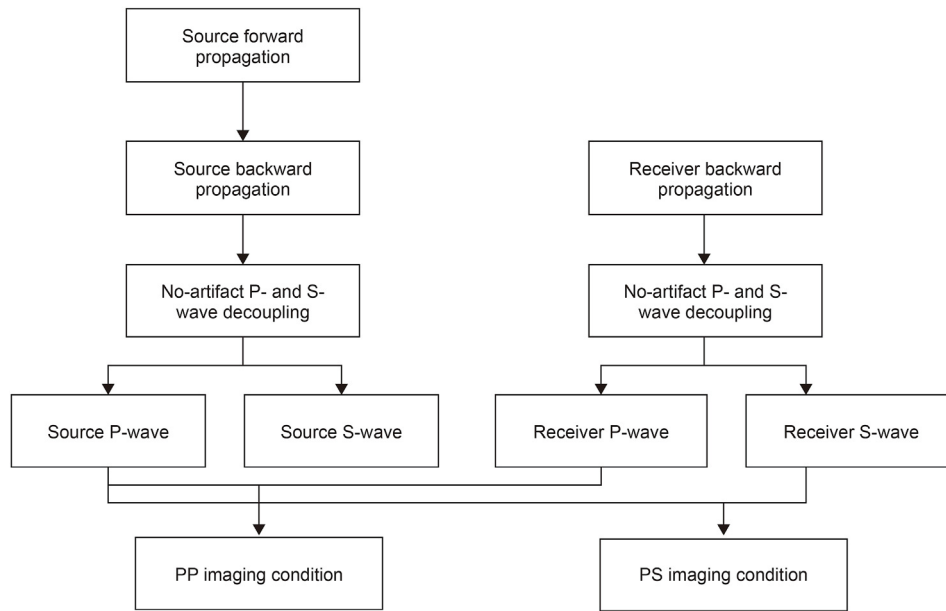 Source forward
propagation
Source backward
propagation
Receiver backward
propagation
No-artifact P- and S-
wave decoupling
No-artifact P- and S-
wave decoupling
Source P-wave
Source S-wave
Receiver P-wave
Receiver S-wave
PP imaging condition
PS imaging condition